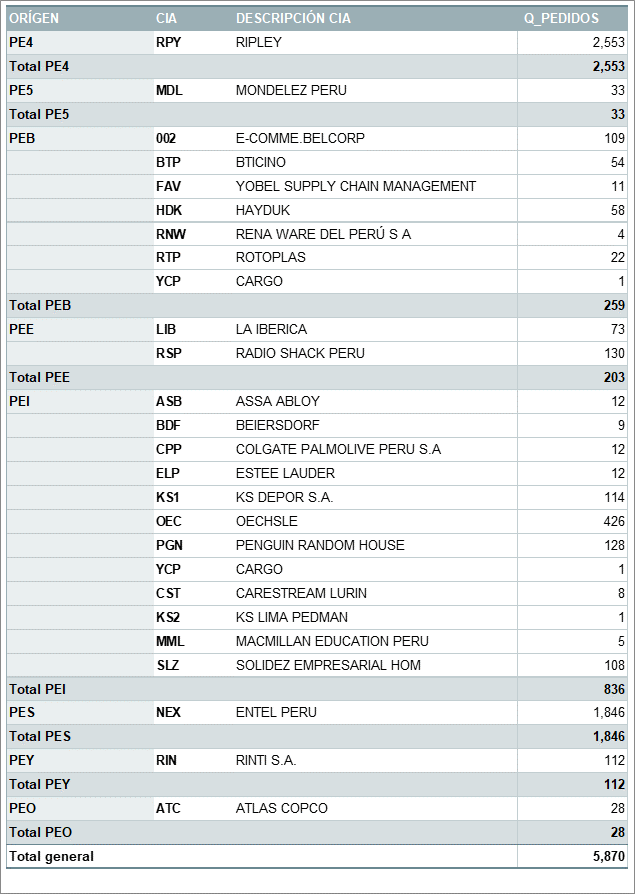 ORÍGEN CIA DESCRIPCIÓN CIA Q_PEDIDOS
PE4 RPY RIPLEY 2,553
Total PE4 2,553
PE5 MDL MONDELEZ PERU 33
Total PE5 33
PEB 002 E-COMME.BELCORP 109
BTP BTICINO 54
FAV YOBEL SUPPLY CHAIN MANAGEMENT 11
HDK HAYDUK 58
RNW RENA WARE DEL PERÚ S A 4
RTP ROTOPLAS 22
YCP CARGO 1
Total PEB 259
PEE LIB LA IBERICA 73
RSP RADIO SHACK PERU 130
Total PEE 203
PEI ASB ASSA ABLOY 12
BDF BEIERSDORF 9
CPP COLGATE PALMOLIVE PERU S.A 12
ELP ESTEE LAUDER 12
KS1 KS DEPOR S.A. 114
OEC OECHSLE 426
PGN PENGUIN RANDOM HOUSE 128
YCP CARGO 1
CST CARESTREAM LURIN 8
KS2 KS LIMA PEDMAN 1
MML MACMILLAN EDUCATION PERU 5
SLZ SOLIDEZ EMPRESARIAL HOM 108
Total PEI 836
PES NEX ENTEL PERU 1,846
Total PES 1,846
PEY RIN RINTI S.A. 112
Total PEY 112
PEO ATC ATLAS COPCO 28
Total PEO 28
Total general 5,870